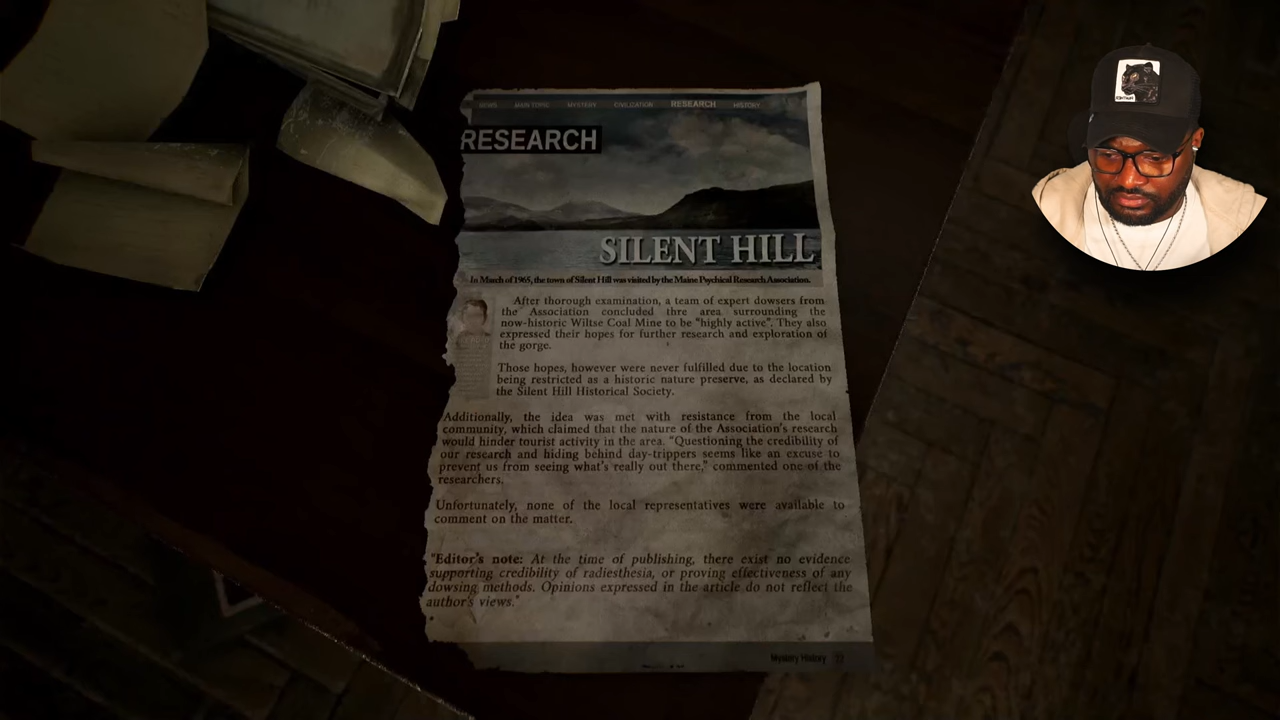 NEWS MAIN TOPIC MYSTERY CIVILIZATION RESEARCH HISTORY
RESEARCH
SILENT HILL
In March of 1965, the town of Silent Hill was visited by the Maine Psychical Research Association.
After thorough examination, a team of expert dowsers from
the Association concluded thre area surrounding the
now-historic Wiltse Coal Mine to be "highly active". They also
expressed their hopes for further research and exploration of
the gorge.
Those hopes, however were never fulfilled due to the location
being restricted as a historic nature preserve, as declared by
the Silent Hill Historical Society.
Additionally, the idea was met with resistance from the local
community, which claimed that the nature of the Association's research
would hinder tourist activity in the area. "Questioning the credibility of
our research and hiding behind day-trippers seems like an excuse to
prevent us from seeing what's really out there," commented one of the
researchers.
Unfortunately, none of the local representatives were available to
comment on the matter.
"Editor's note: At the time of publishing, there exist no evidence
supporting credibility of radiesthesia, or proving effectiveness of any
dowsing methods. Opinions expressed in the article do not reflect the
author's views."
Mystery History